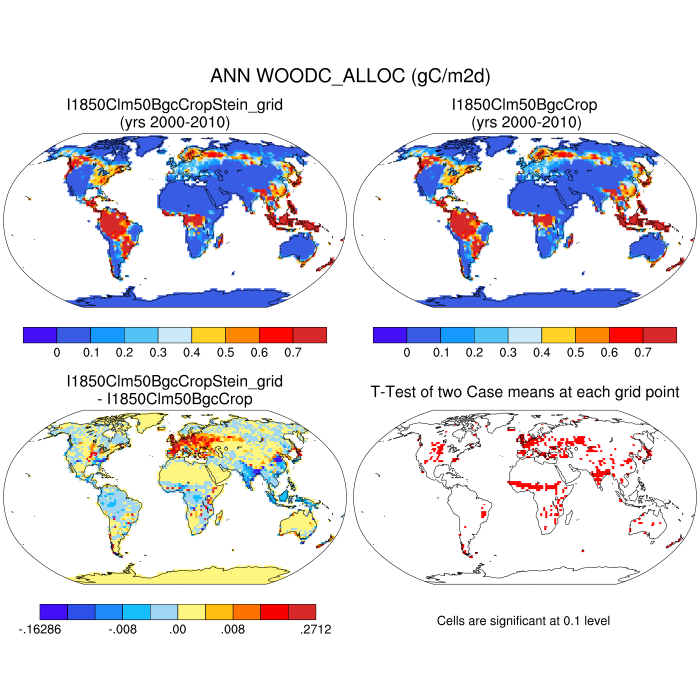 ANN WOODC_ALLOC (gC/m2d)
I1850Clm50BgcCropStein_grid
(yrs 2000-2010)
I1850Clm50BgcCrop
(yrs 2000-2010)
0 0.1 0.2 0.3 0.4 0.5 0.6 0.7
0 0.1 0.2 0.3 0.4 0.5 0.6 0.7
I1850Clm50BgcCropStein_grid
- I1850Clm50BgcCrop
T-Test of two Case means at each grid point
-.16286 -.008 .00 .008 .2712
Cells are significant at 0.1 level